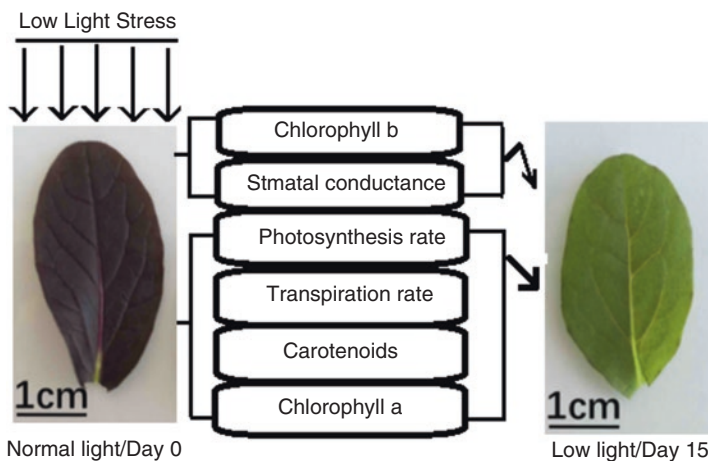 Low Light Stress
Chlorophyll b
Stmatal conductance
Photosynthesis rate
Transpiration rate
Carotenoids
Chlorophyll a
1cm
1cm
Normal light/Day 0
Low light/Day 15